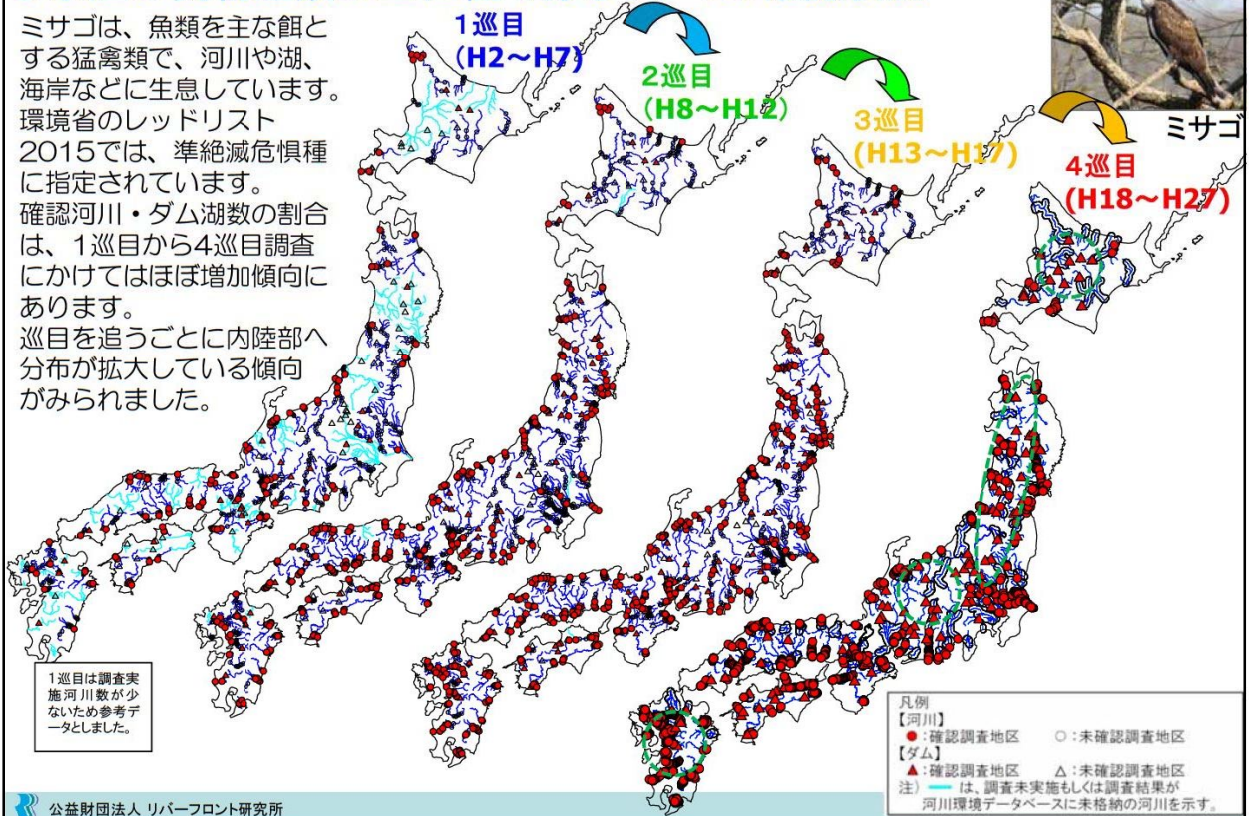 ミサゴは、魚類を主な餌と
する猛禽類で、河川や湖、
海岸などに生息しています。
環境省のレッドリスト
2015では、準絶滅危惧種
に指定されています。
確認河川・ダム湖数の割合
は、1巡目から4巡目調査
にかけてはほぼ増加傾向に
あります。
巡目を追うごとに内陸部へ
分布が拡大している傾向
がみられました。
1巡目
(H2～H7)
2巡目
(H8～H12)
3巡目
(H13～H17)
4巡目
(H18～H27)
ミサゴ
1巡目は調査実
施河川数が少
ないため参考デ
ータとしました。
凡例
【河川】
●:確認調査地区 ○:未確認調査地区
【ダム】
▲:確認調査地区 △:未確認調査地区
注) ━ は、調査未実施もしくは調査結果が
河川環境データベースに未格納の河川を示す。
公益財団法人 リバーフロント研究所